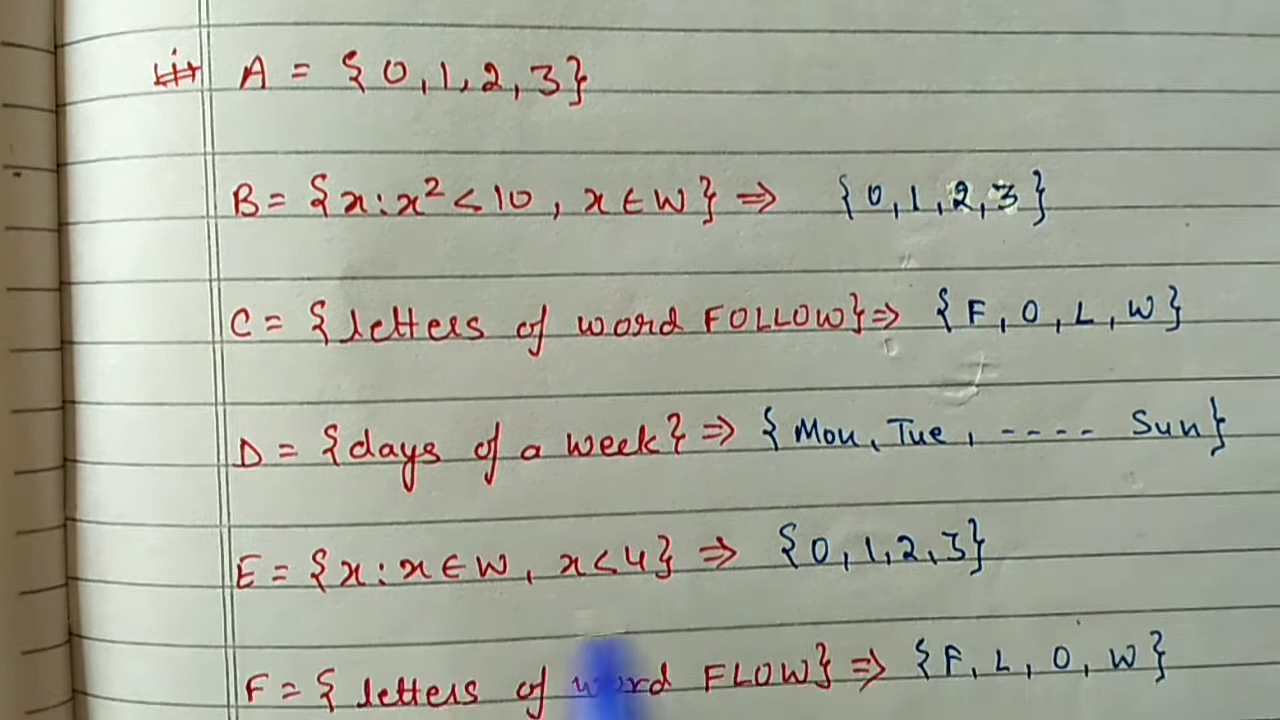 A = {0,1,2,3}
B = {x:x²<10, x∈W} ⇒ {0,1,2,3}
C = {letters of word FOLLOW} ⇒ {F,O,L,W}
D = {days of a week} ⇒ {Mon, Tue, ---- Sun}
E = {x:x∈W, x<4} ⇒ {0,1,2,3}
F = {letters of word FLOW} ⇒ {F,L,O,W}